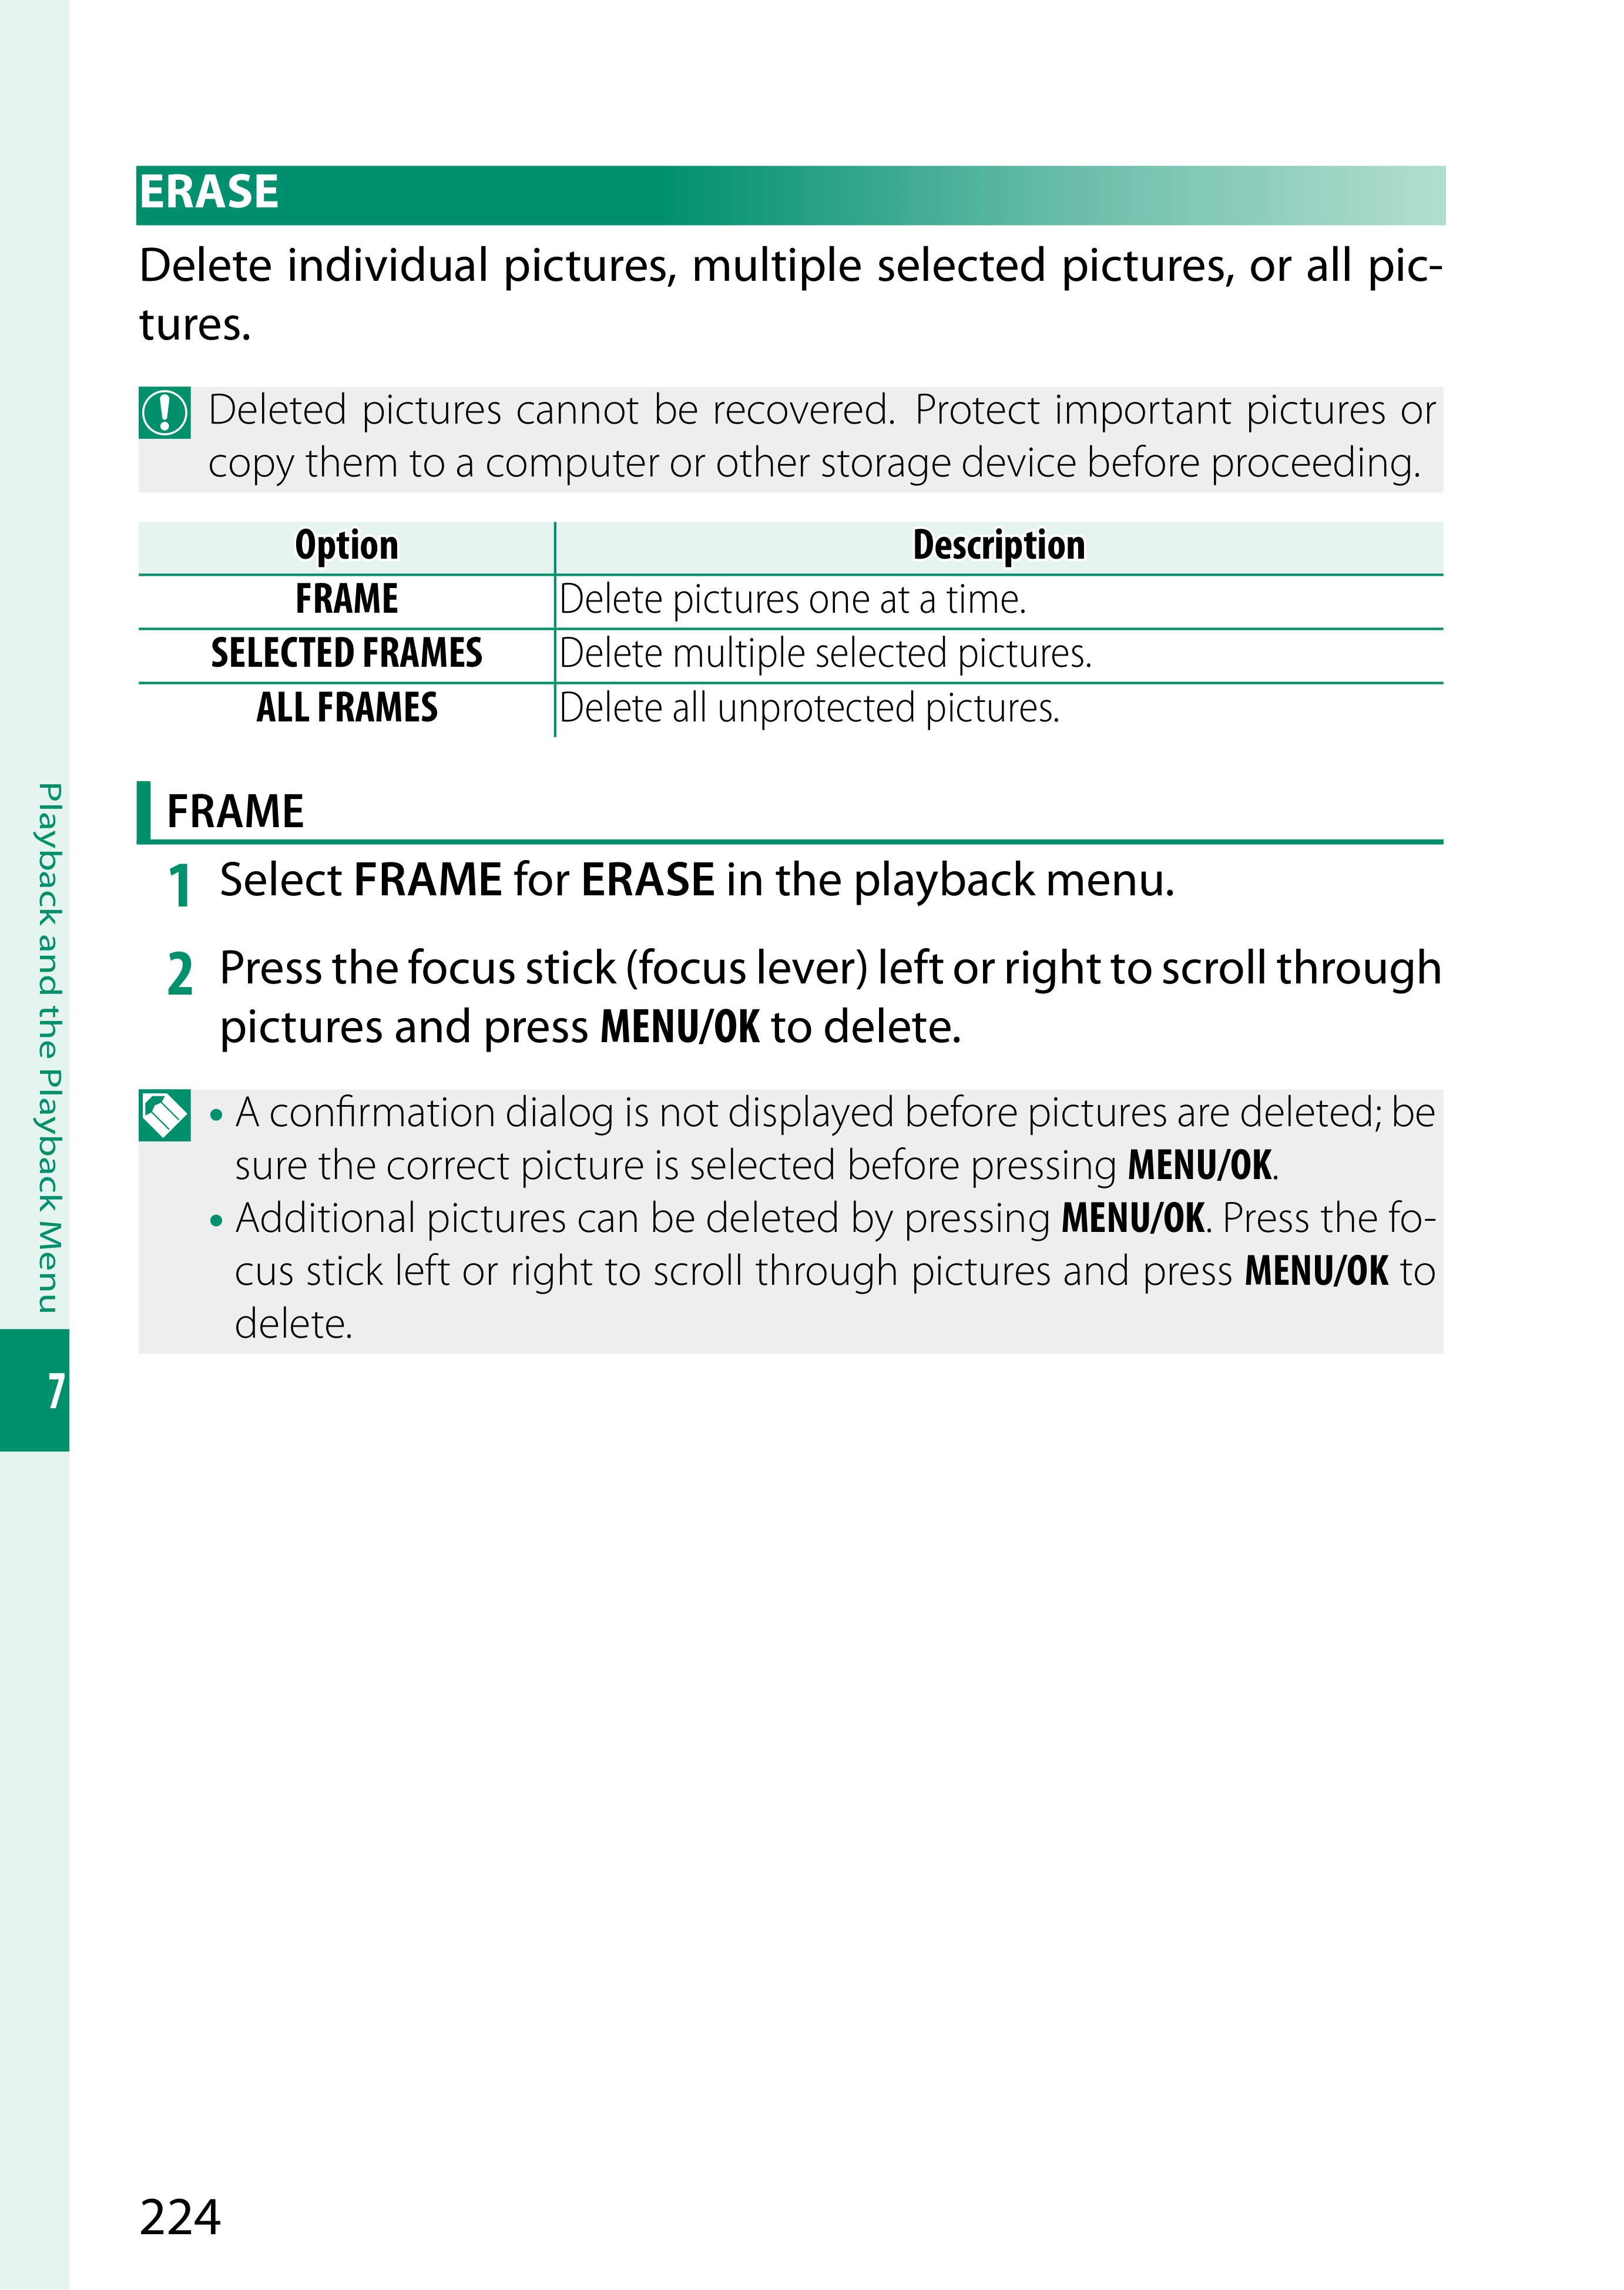 ERASE
Delete individual pictures, multiple selected pictures, or all pic-
tures.
Deleted pictures cannot be recovered. Protect important pictures or
copy them to a computer or other storage device before proceeding.
Option Description
FRAME Delete pictures one at a time.
SELECTED FRAMES Delete multiple selected pictures.
ALL FRAMES Delete all unprotected pictures.
FRAME
1 Select FRAME for ERASE in the playback menu.
2 Press the focus stick (focus lever) left or right to scroll through
pictures and press MENU/OK to delete.
• A confirmation dialog is not displayed before pictures are deleted; be
sure the correct picture is selected before pressing MENU/OK.
• Additional pictures can be deleted by pressing MENU/OK. Press the fo-
cus stick left or right to scroll through pictures and press MENU/OK to
delete.
Playback and the Playback Menu
7
224